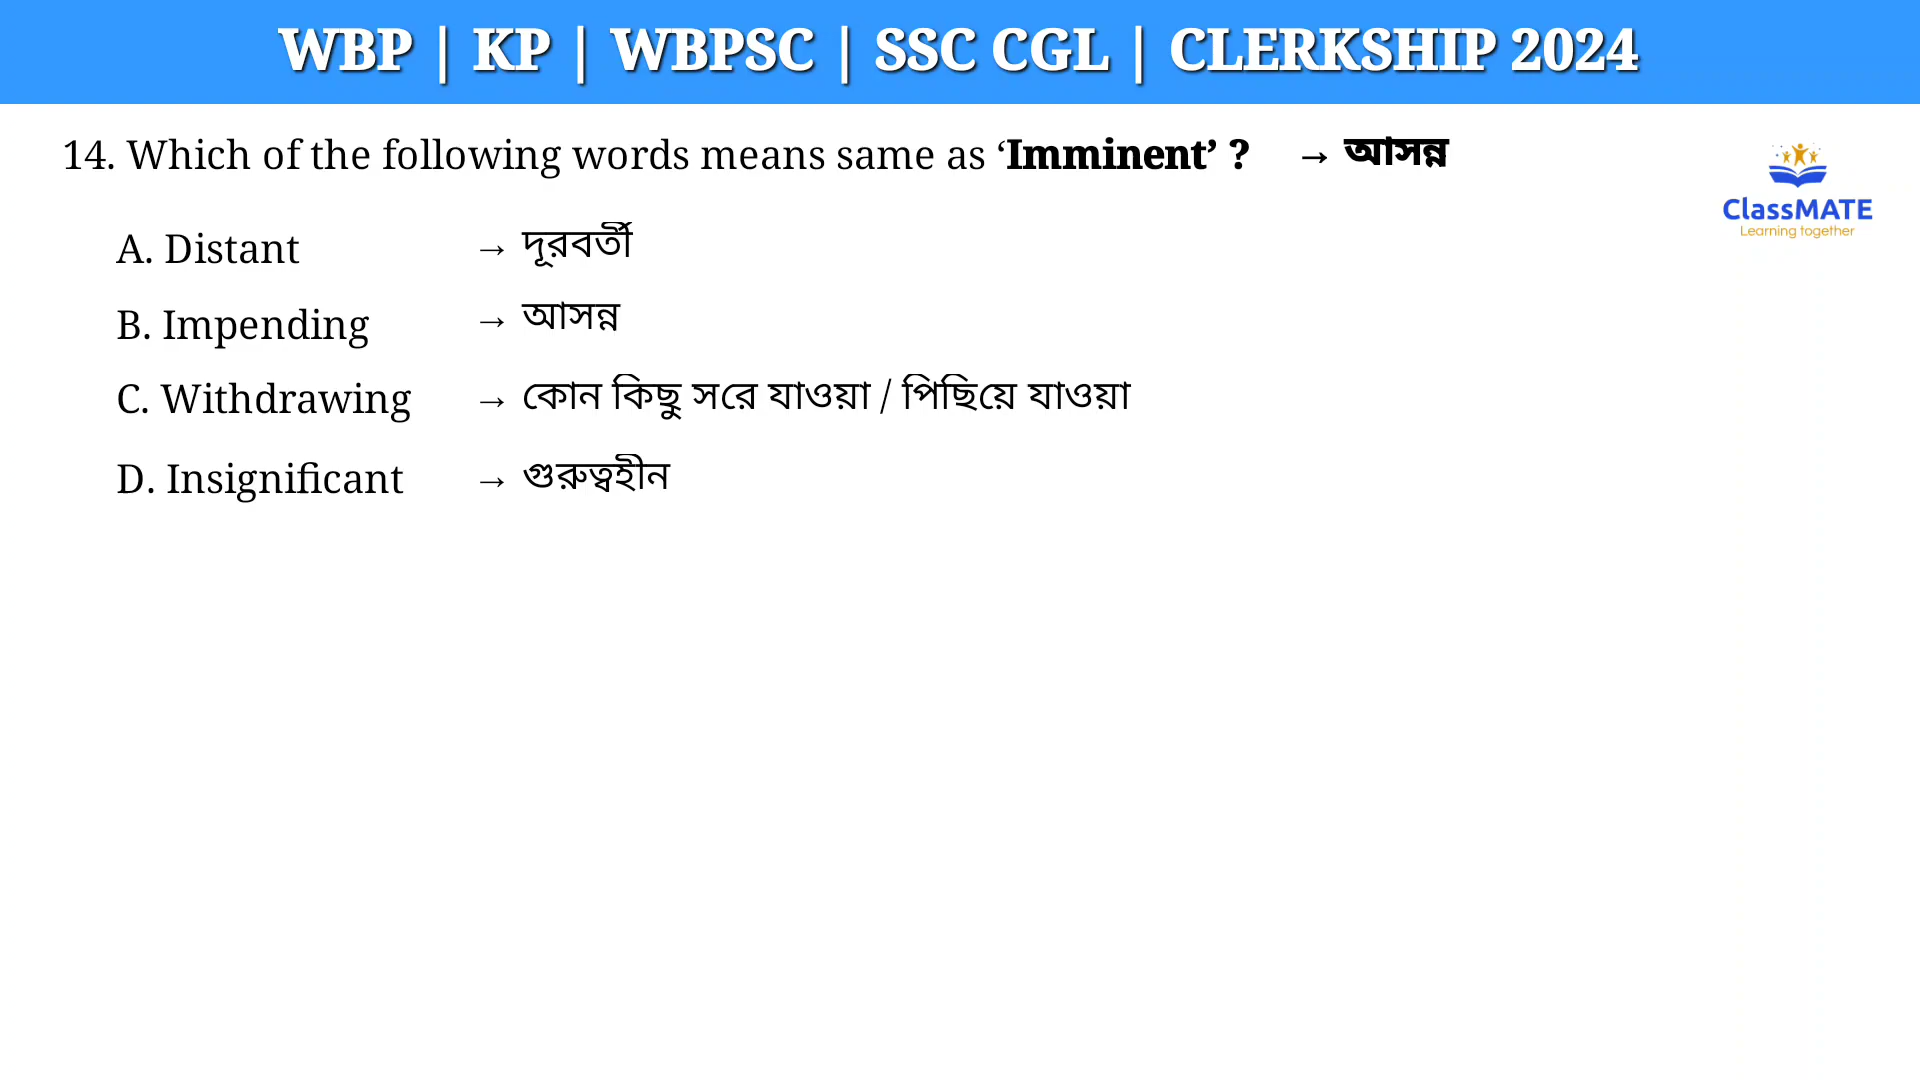 WBP | KP | WBPSC | SSC CGL | CLERKSHIP 2024
14. Which of the following words means same as ‘Imminent’ ? → আসন্ন
ClassMATE
Learning together
A. Distant → দূরবর্তী
B. Impending → আসন্ন
C. Withdrawing → কোন কিছু সরে যাওয়া / পিছিয়ে যাওয়া
D. Insignificant → গুরুত্বহীন